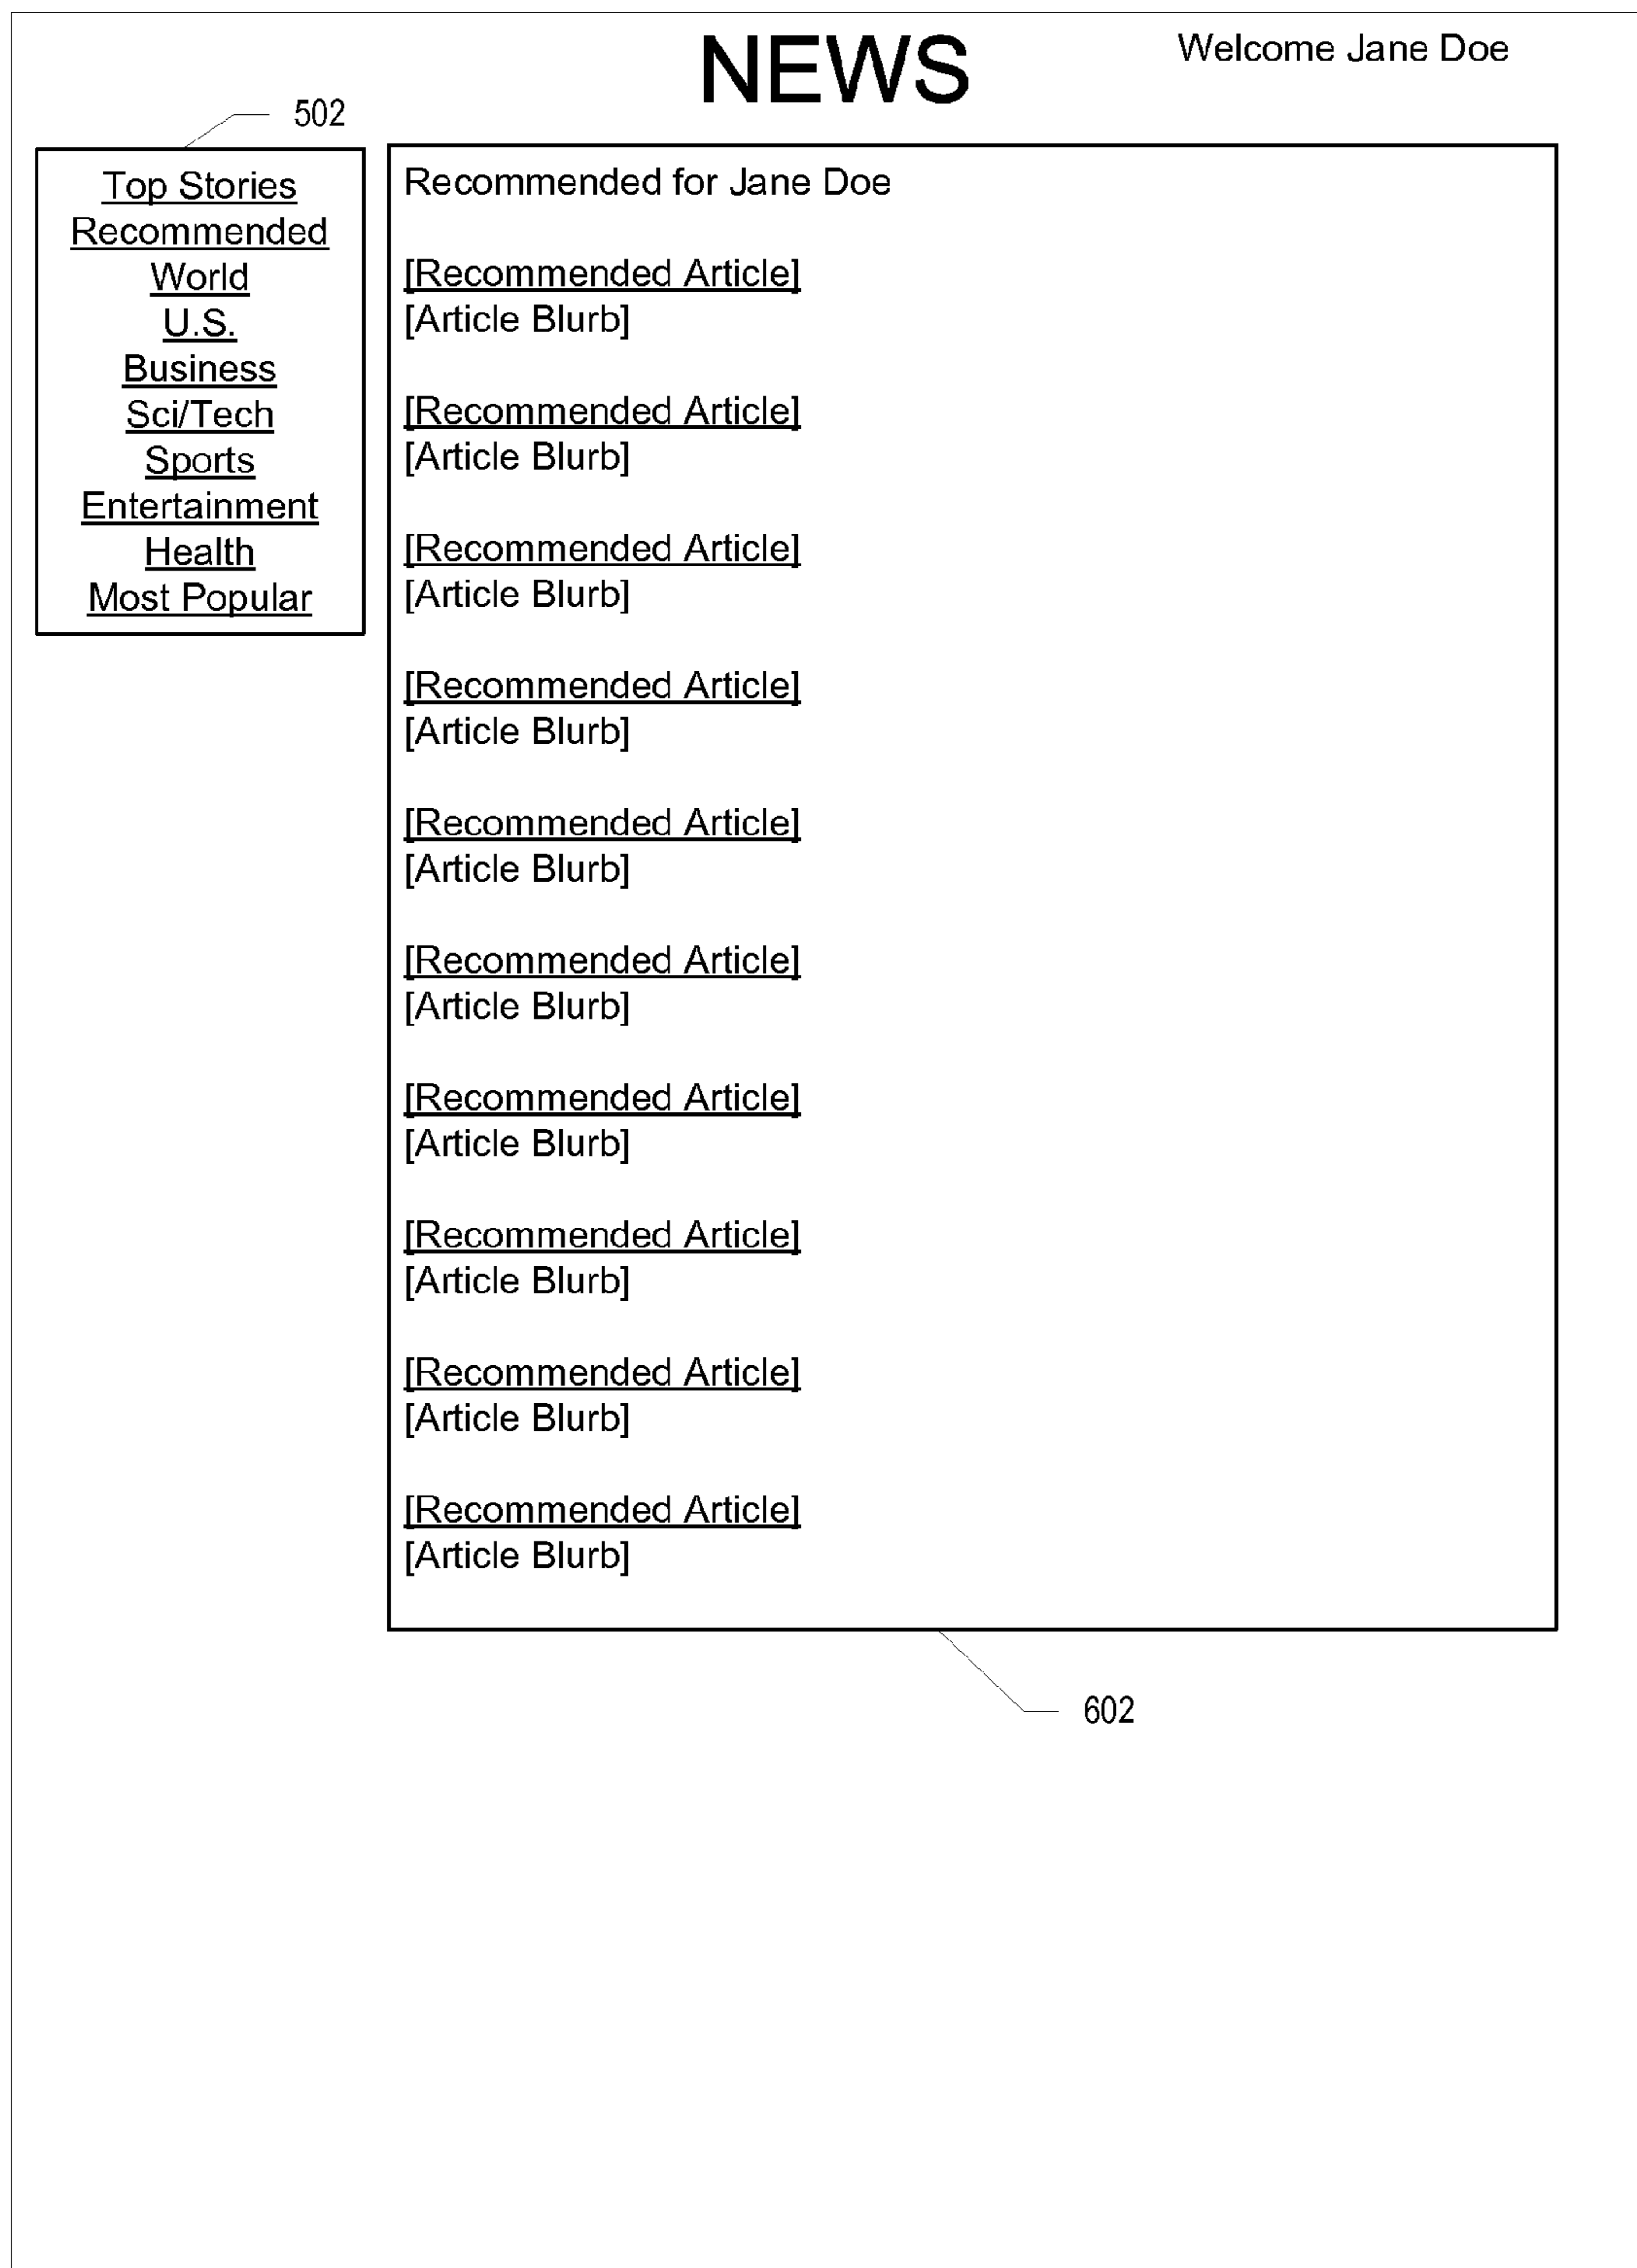 NEWS
Welcome Jane Doe
502
Top Stories
Recommended
World
U.S.
Business
Sci/Tech
Sports
Entertainment
Health
Most Popular
Recommended for Jane Doe
[Recommended Article]
[Article Blurb]
[Recommended Article]
[Article Blurb]
[Recommended Article]
[Article Blurb]
[Recommended Article]
[Article Blurb]
[Recommended Article]
[Article Blurb]
[Recommended Article]
[Article Blurb]
[Recommended Article]
[Article Blurb]
[Recommended Article]
[Article Blurb]
[Recommended Article]
[Article Blurb]
[Recommended Article]
[Article Blurb]
602